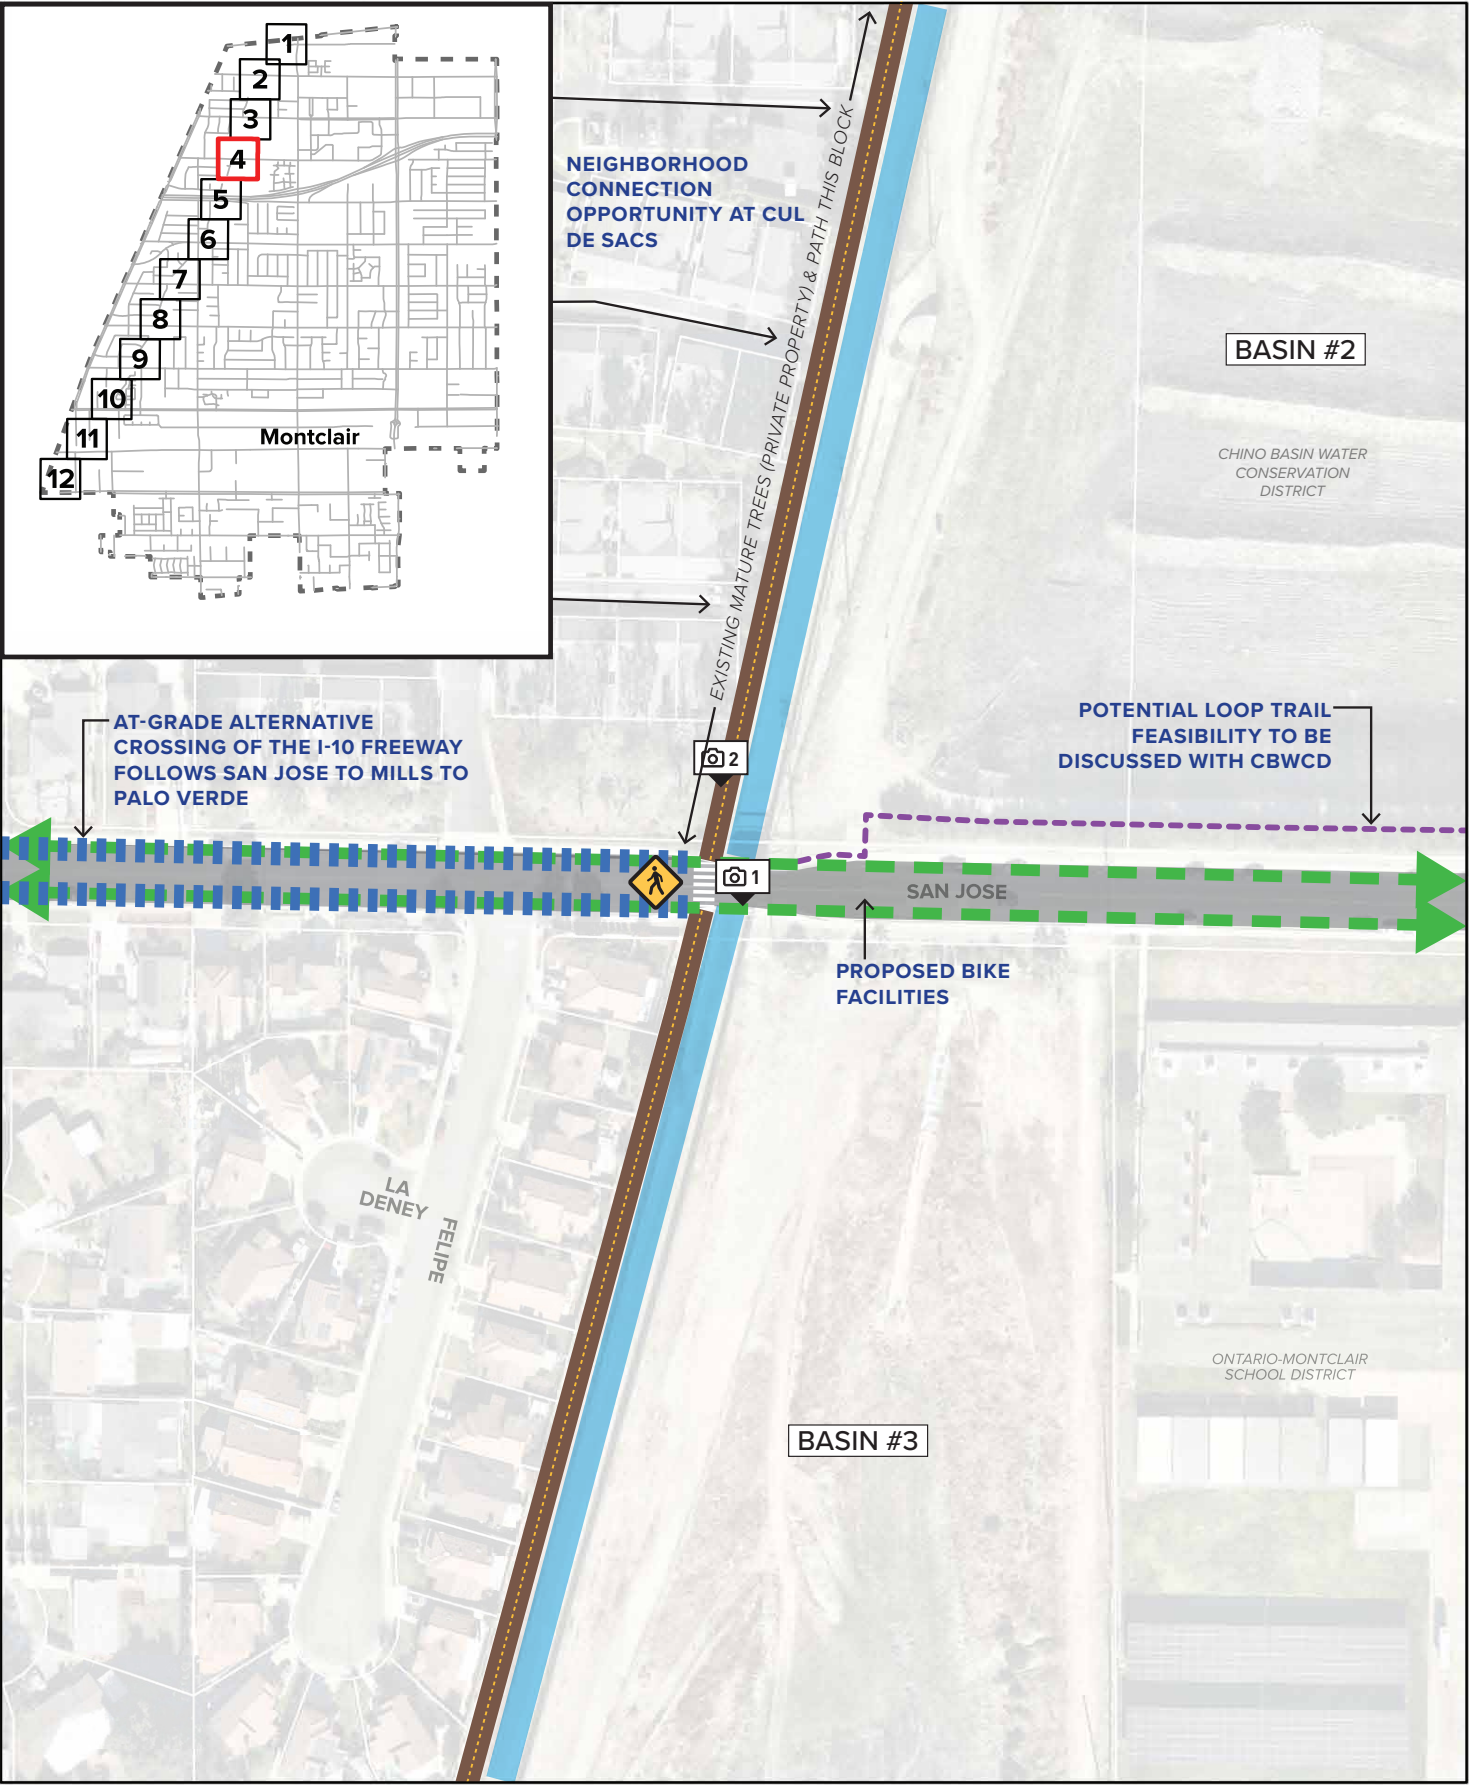 1
2
3
4
5
6
7
8
9
10
11
12
Montclair
NEIGHBORHOOD
CONNECTION
OPPORTUNITY AT CUL
DE SACS
EXISTING MATURE TREES (PRIVATE PROPERTY) & PATH THIS BLOCK
BASIN #2
CHINO BASIN WATER
CONSERVATION
DISTRICT
AT-GRADE ALTERNATIVE
CROSSING OF THE I-10 FREEWAY
FOLLOWS SAN JOSE TO MILLS TO
PALO VERDE
POTENTIAL LOOP TRAIL
FEASIBILITY TO BE
DISCUSSED WITH CBWCD
2
1
SAN JOSE
PROPOSED BIKE
FACILITIES
LA
DENEY
FELIPE
ONTARIO-MONTCLAIR
SCHOOL DISTRICT
BASIN #3